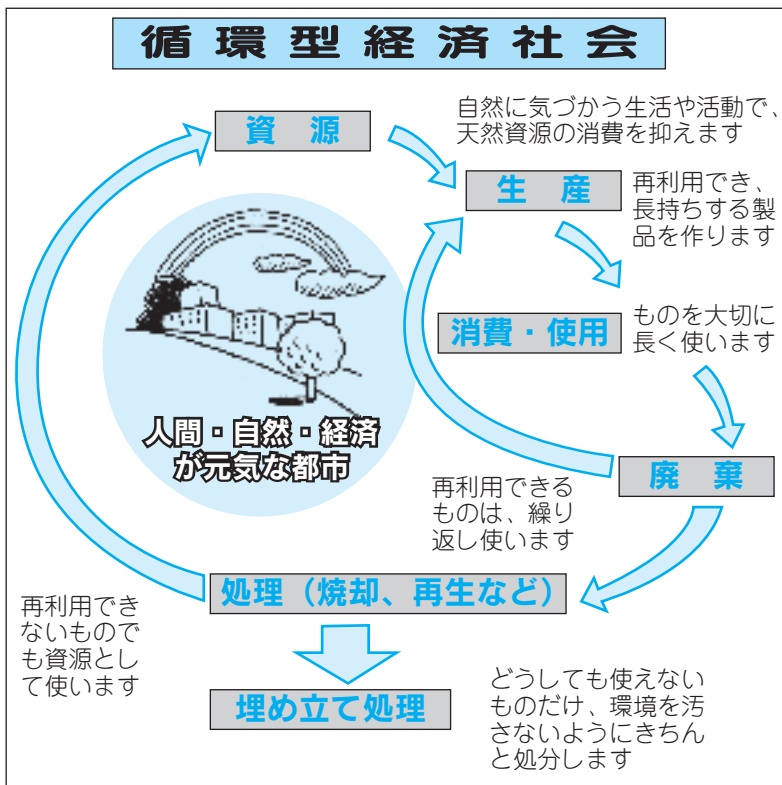 循環型経済社会
資源
自然に気づかう生活や活動で、
天然資源の消費を抑えます
生産
再利用でき、
長持ちする製
品を作ります
消費・使用
ものを大切に
長く使います
人間・自然・経済
が元気な都市
廃棄
再利用できる
ものは、繰り
返し使います
処理（焼却、再生など）
再利用でき
ないもので
も資源とし
て使います
埋め立て処理
どうしても使えない
ものだけ、環境を汚
さないようにきちん
と処分します